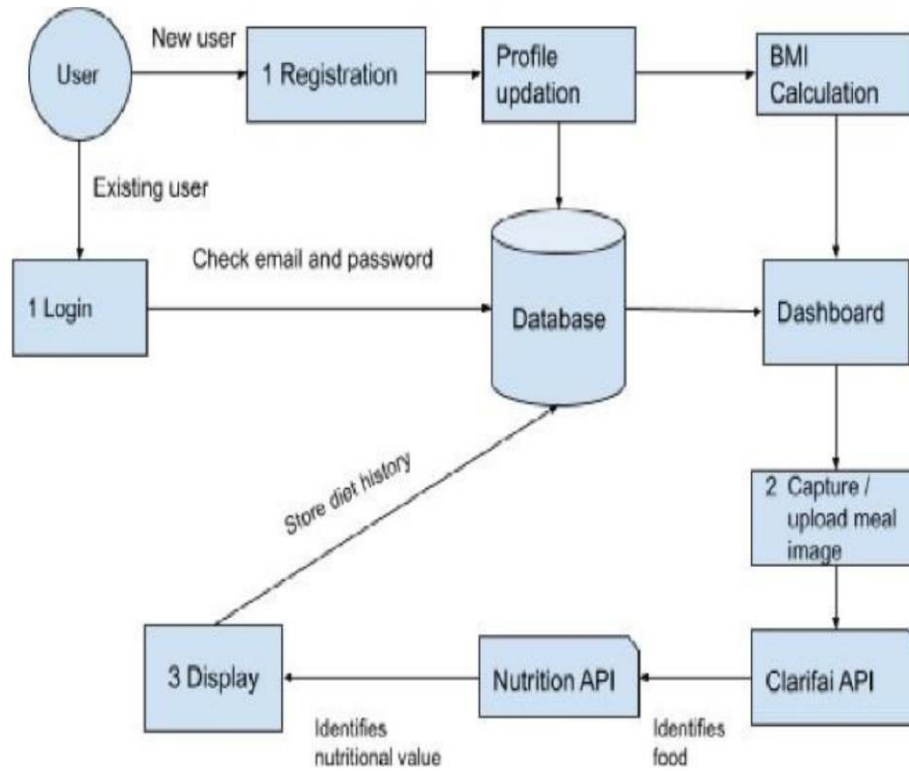 New user
User
1 Registration
Profile
updation
BMI
Calculation
Existing user
Check email and password
1 Login
Database
Dashboard
Store diet history
2 Capture /
upload meal
image
3 Display
Nutrition API
Clarifai API
Identifies
nutritional value
Identifies
food